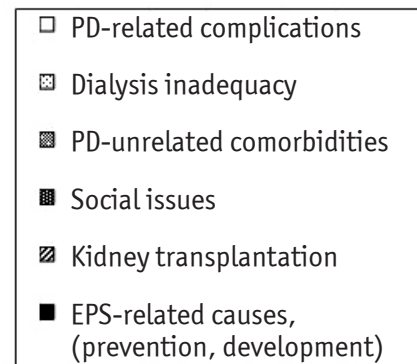 PD-related complications
Dialysis inadequacy
PD-unrelated comorbidities
Social issues
Kidney transplantation
EPS-related causes,
(prevention, development)